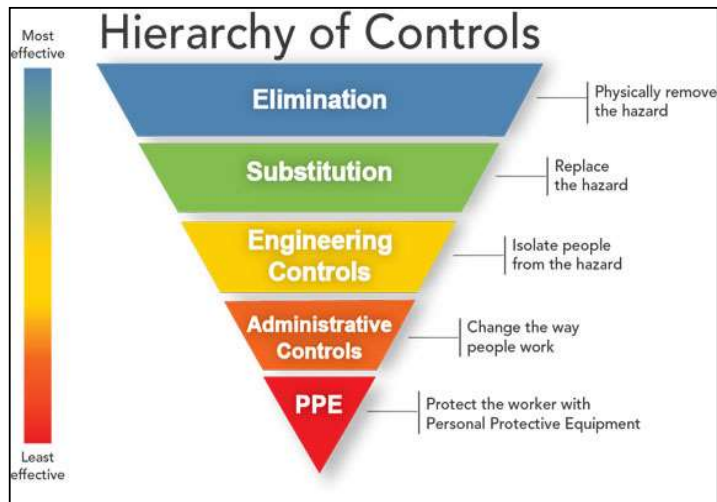 Hierarchy of Controls
Most
effective
Elimination
Physically remove
the hazard
Substitution
Replace
the hazard
Engineering
Controls
Isolate people
from the hazard
Administrative
Controls
Change the way
people work
PPE
Protect the worker with
Personal Protective Equipment
Least
effective